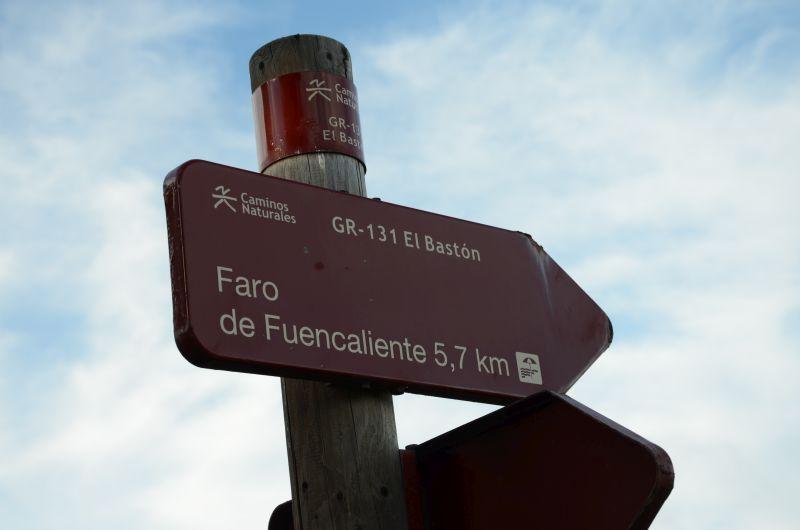 Caminos
Naturales
GR-131 El Bastón
Faro
de Fuencaliente 5,7 km